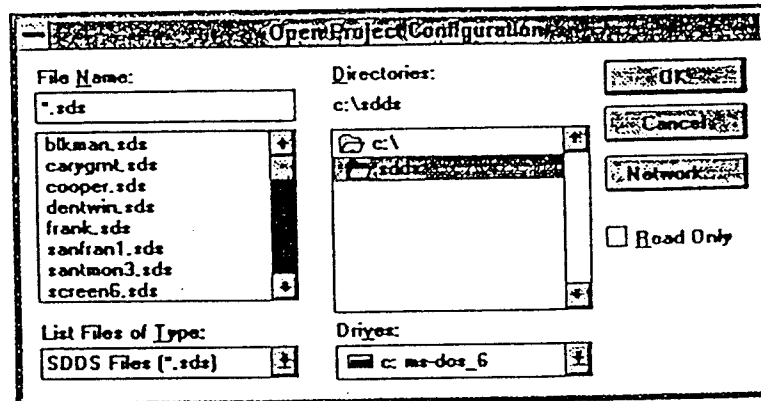 Open Project Configuration
File Name:
*.sds
blkman.sds
carygrnt.sds
cooper.sds
dentwin.sds
frank.sds
sanfran1.sds
santmon3.sds
screen6.sds
List Files of Type:
SDDS Files (*.sds)
Directories:
c:\sdds
c:\
sdds
Drives:
c: ms-dos_6
OK
Cancel
Network...
Read Only